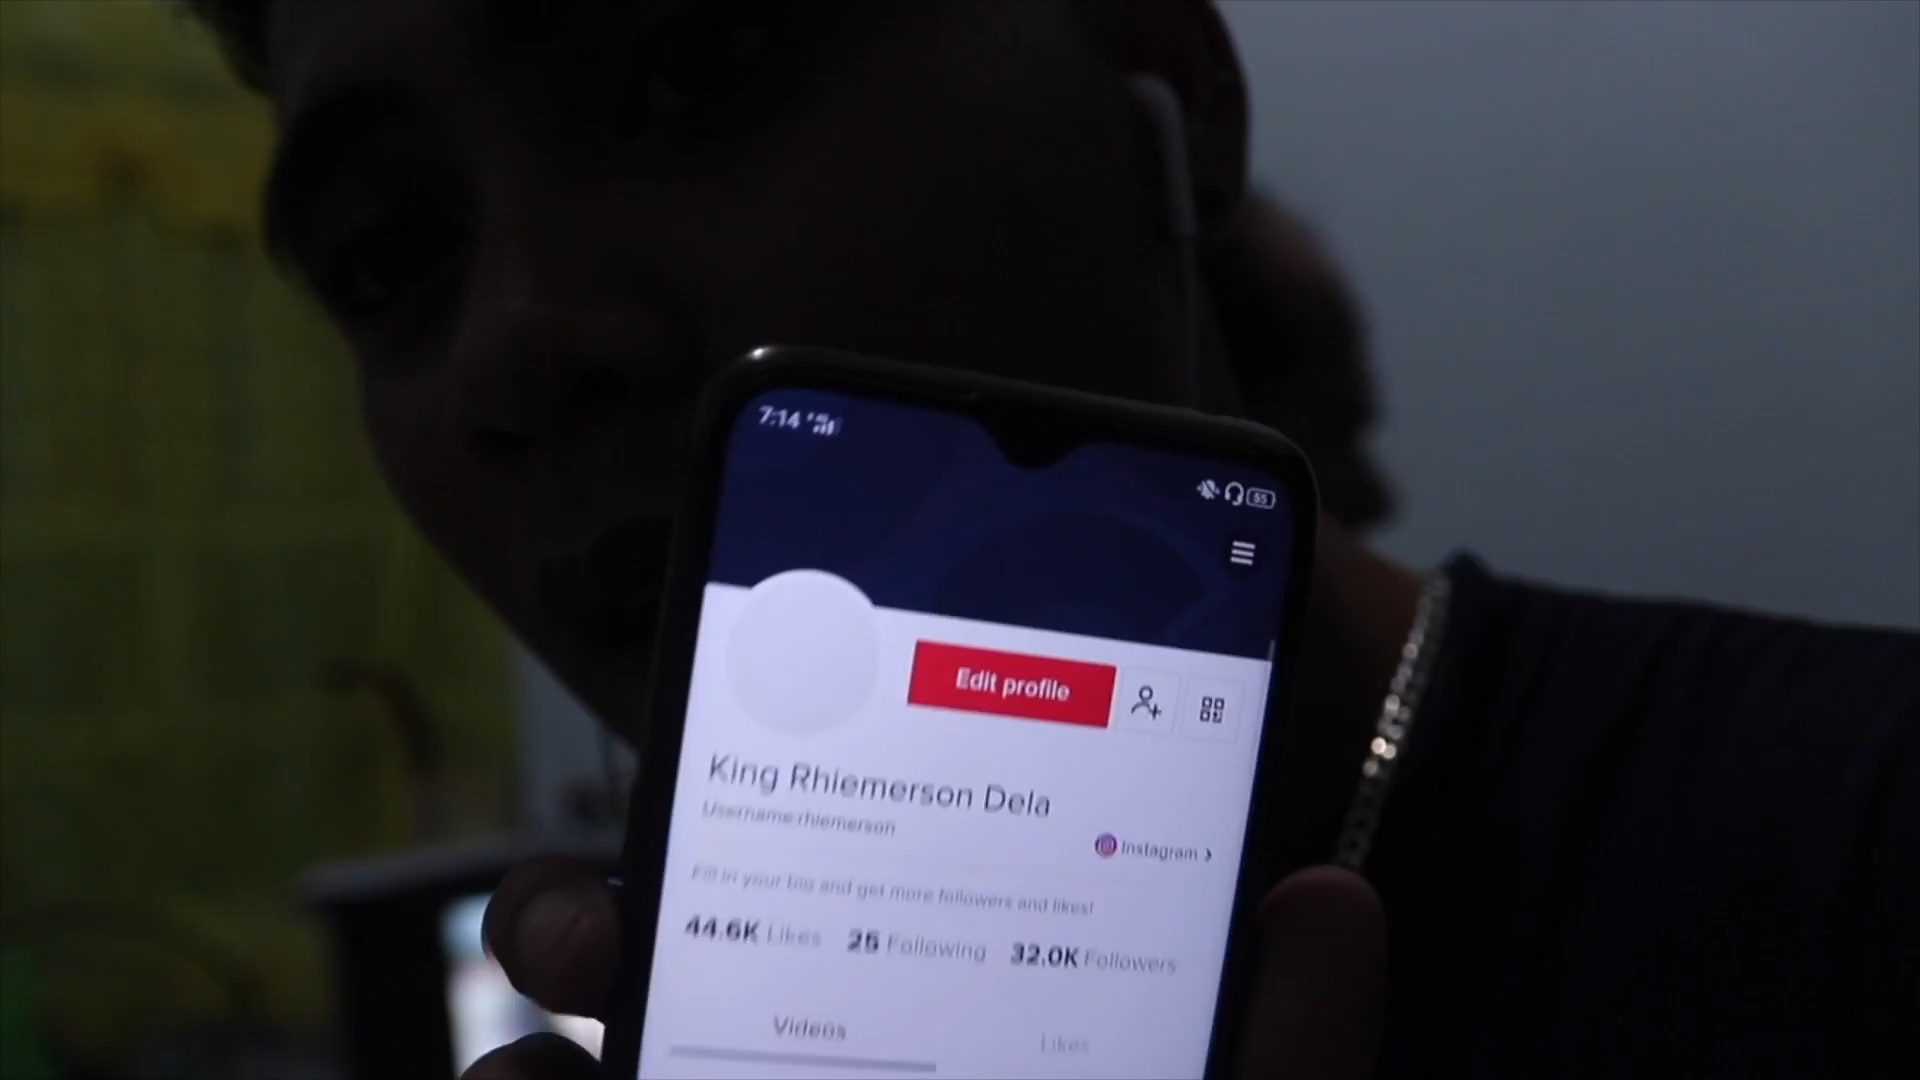 7:14
55
Edit profile
King Rhiemerson Dela
Username:rhiemerson
Instagram
Fill in your bio and get more followers and likes!
44.6K Likes 25 Following 32.0K Followers
Videos Likes